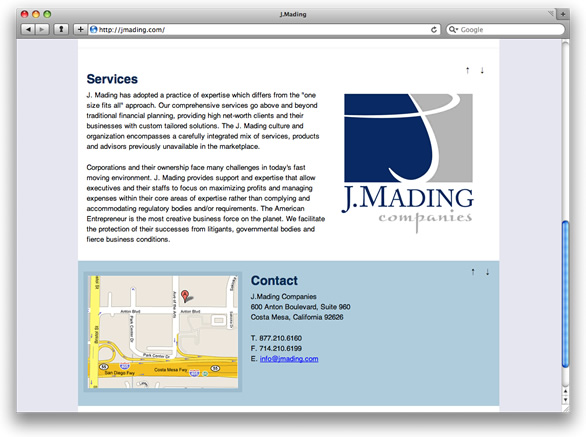 J.Mading
http://jmading.com/
Google
Services
J. Mading has adopted a practice of expertise which differs from the "one
size fits all" approach. Our comprehensive services go above and beyond
traditional financial planning, providing high net-worth clients and their
businesses with custom tailored solutions. The J. Mading culture and
organization encompasses a carefully integrated mix of services, products
and advisors previously unavailable in the marketplace.
Corporations and their ownership face many challenges in today's fast
moving environment. J. Mading provides support and expertise that allow
executives and their staffs to focus on maximizing profits and managing
expenses within their core areas of expertise rather than complying and
accommodating regulatory bodies and/or requirements. The American
Entrepreneur is the most creative business force on the planet. We facilitate
the protection of their successes from litigants, governmental bodies and
fierce business conditions.
J.MADING
companies
Contact
J.Mading Companies
600 Anton Boulevard, Suite 960
Costa Mesa, California 92626
T. 877.210.6160
F. 714.210.6199
E. info@jmading.com
A
Anton Blvd
Anton Blvd
Bristol St
Park Center Dr
Ave of the Arts
Park Center Dr
San Diego Fwy
Costa Mesa Fwy